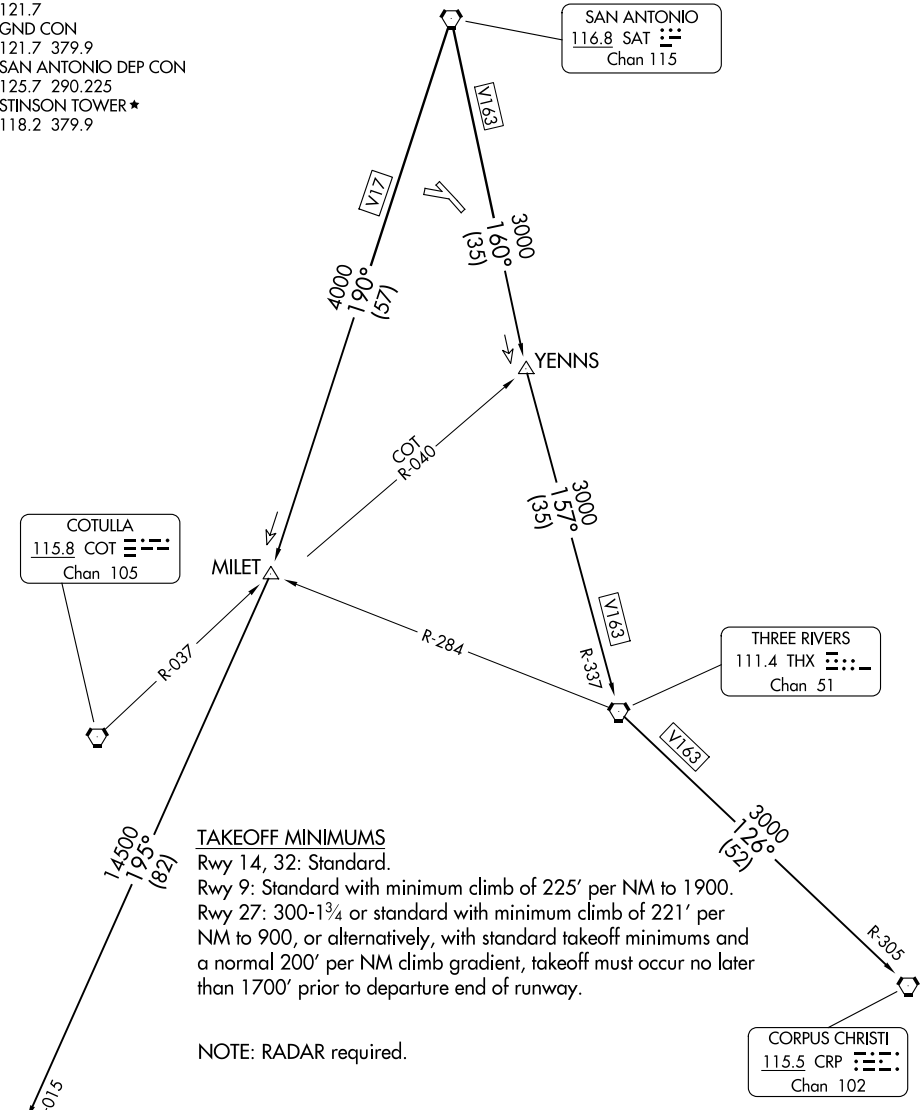 121.7
GND CON
121.7 379.9
SAN ANTONIO DEP CON
125.7 290.225
STINSON TOWER ★
118.2 379.9
SAN ANTONIO
116.8 SAT
Chan 115
V163
V17
3000
160°
(35)
4000
190°
(57)
YENNS
COT
R-040
3000
157°
(35)
COTULLA
115.8 COT
Chan 105
MILET
R-037
R-284
V163
R-337
THREE RIVERS
111.4 THX
Chan 51
V163
3000
126°
(52)
14500
195°
(82)
TAKEOFF MINIMUMS
Rwy 14, 32: Standard.
Rwy 9: Standard with minimum climb of 225' per NM to 1900.
Rwy 27: 300-1¾ or standard with minimum climb of 221' per
NM to 900, or alternatively, with standard takeoff minimums and
a normal 200' per NM climb gradient, takeoff must occur no later
than 1700' prior to departure end of runway.
R-305
NOTE: RADAR required.
CORPUS CHRISTI
115.5 CRP
Chan 102
-015